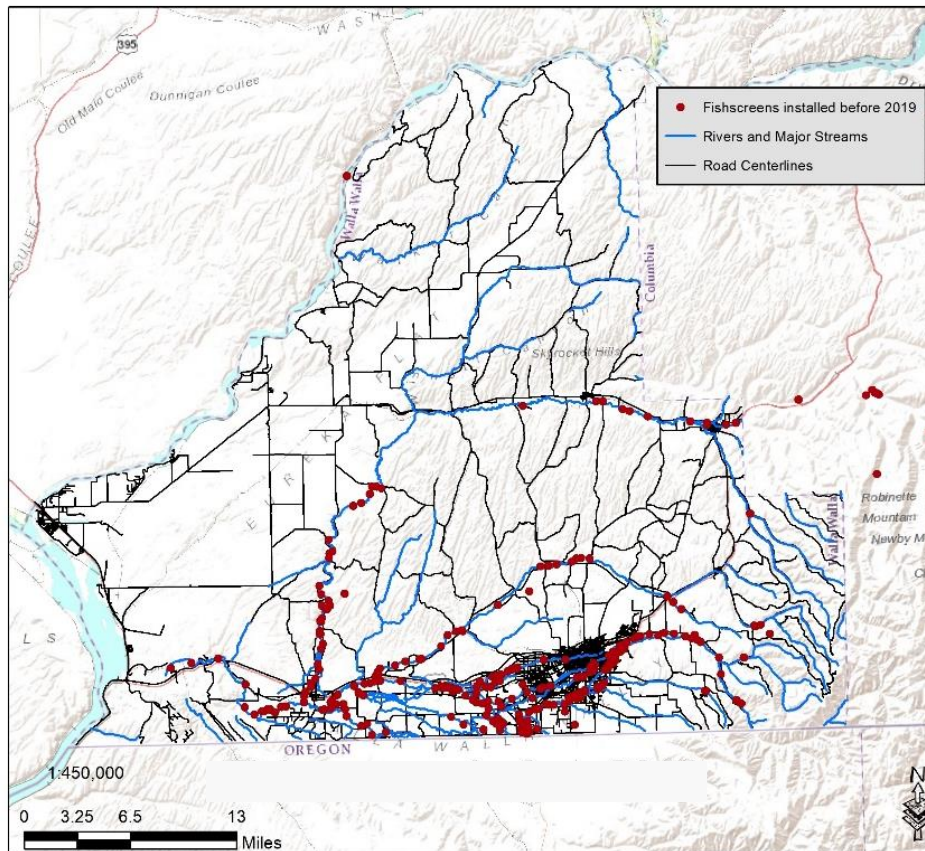 WASH
395
Old Maid Coulee
Dunnigan Coulee
Fishscreens installed before 2019
Rivers and Major Streams
Road Centerlines
Walla Walla
Columbia
Skyrocket Hills
Robinette
Mountain
Newby M
Walla Walla
L S
OREGON
WALL
1:450,000
N
0 3.25 6.5 13
Miles